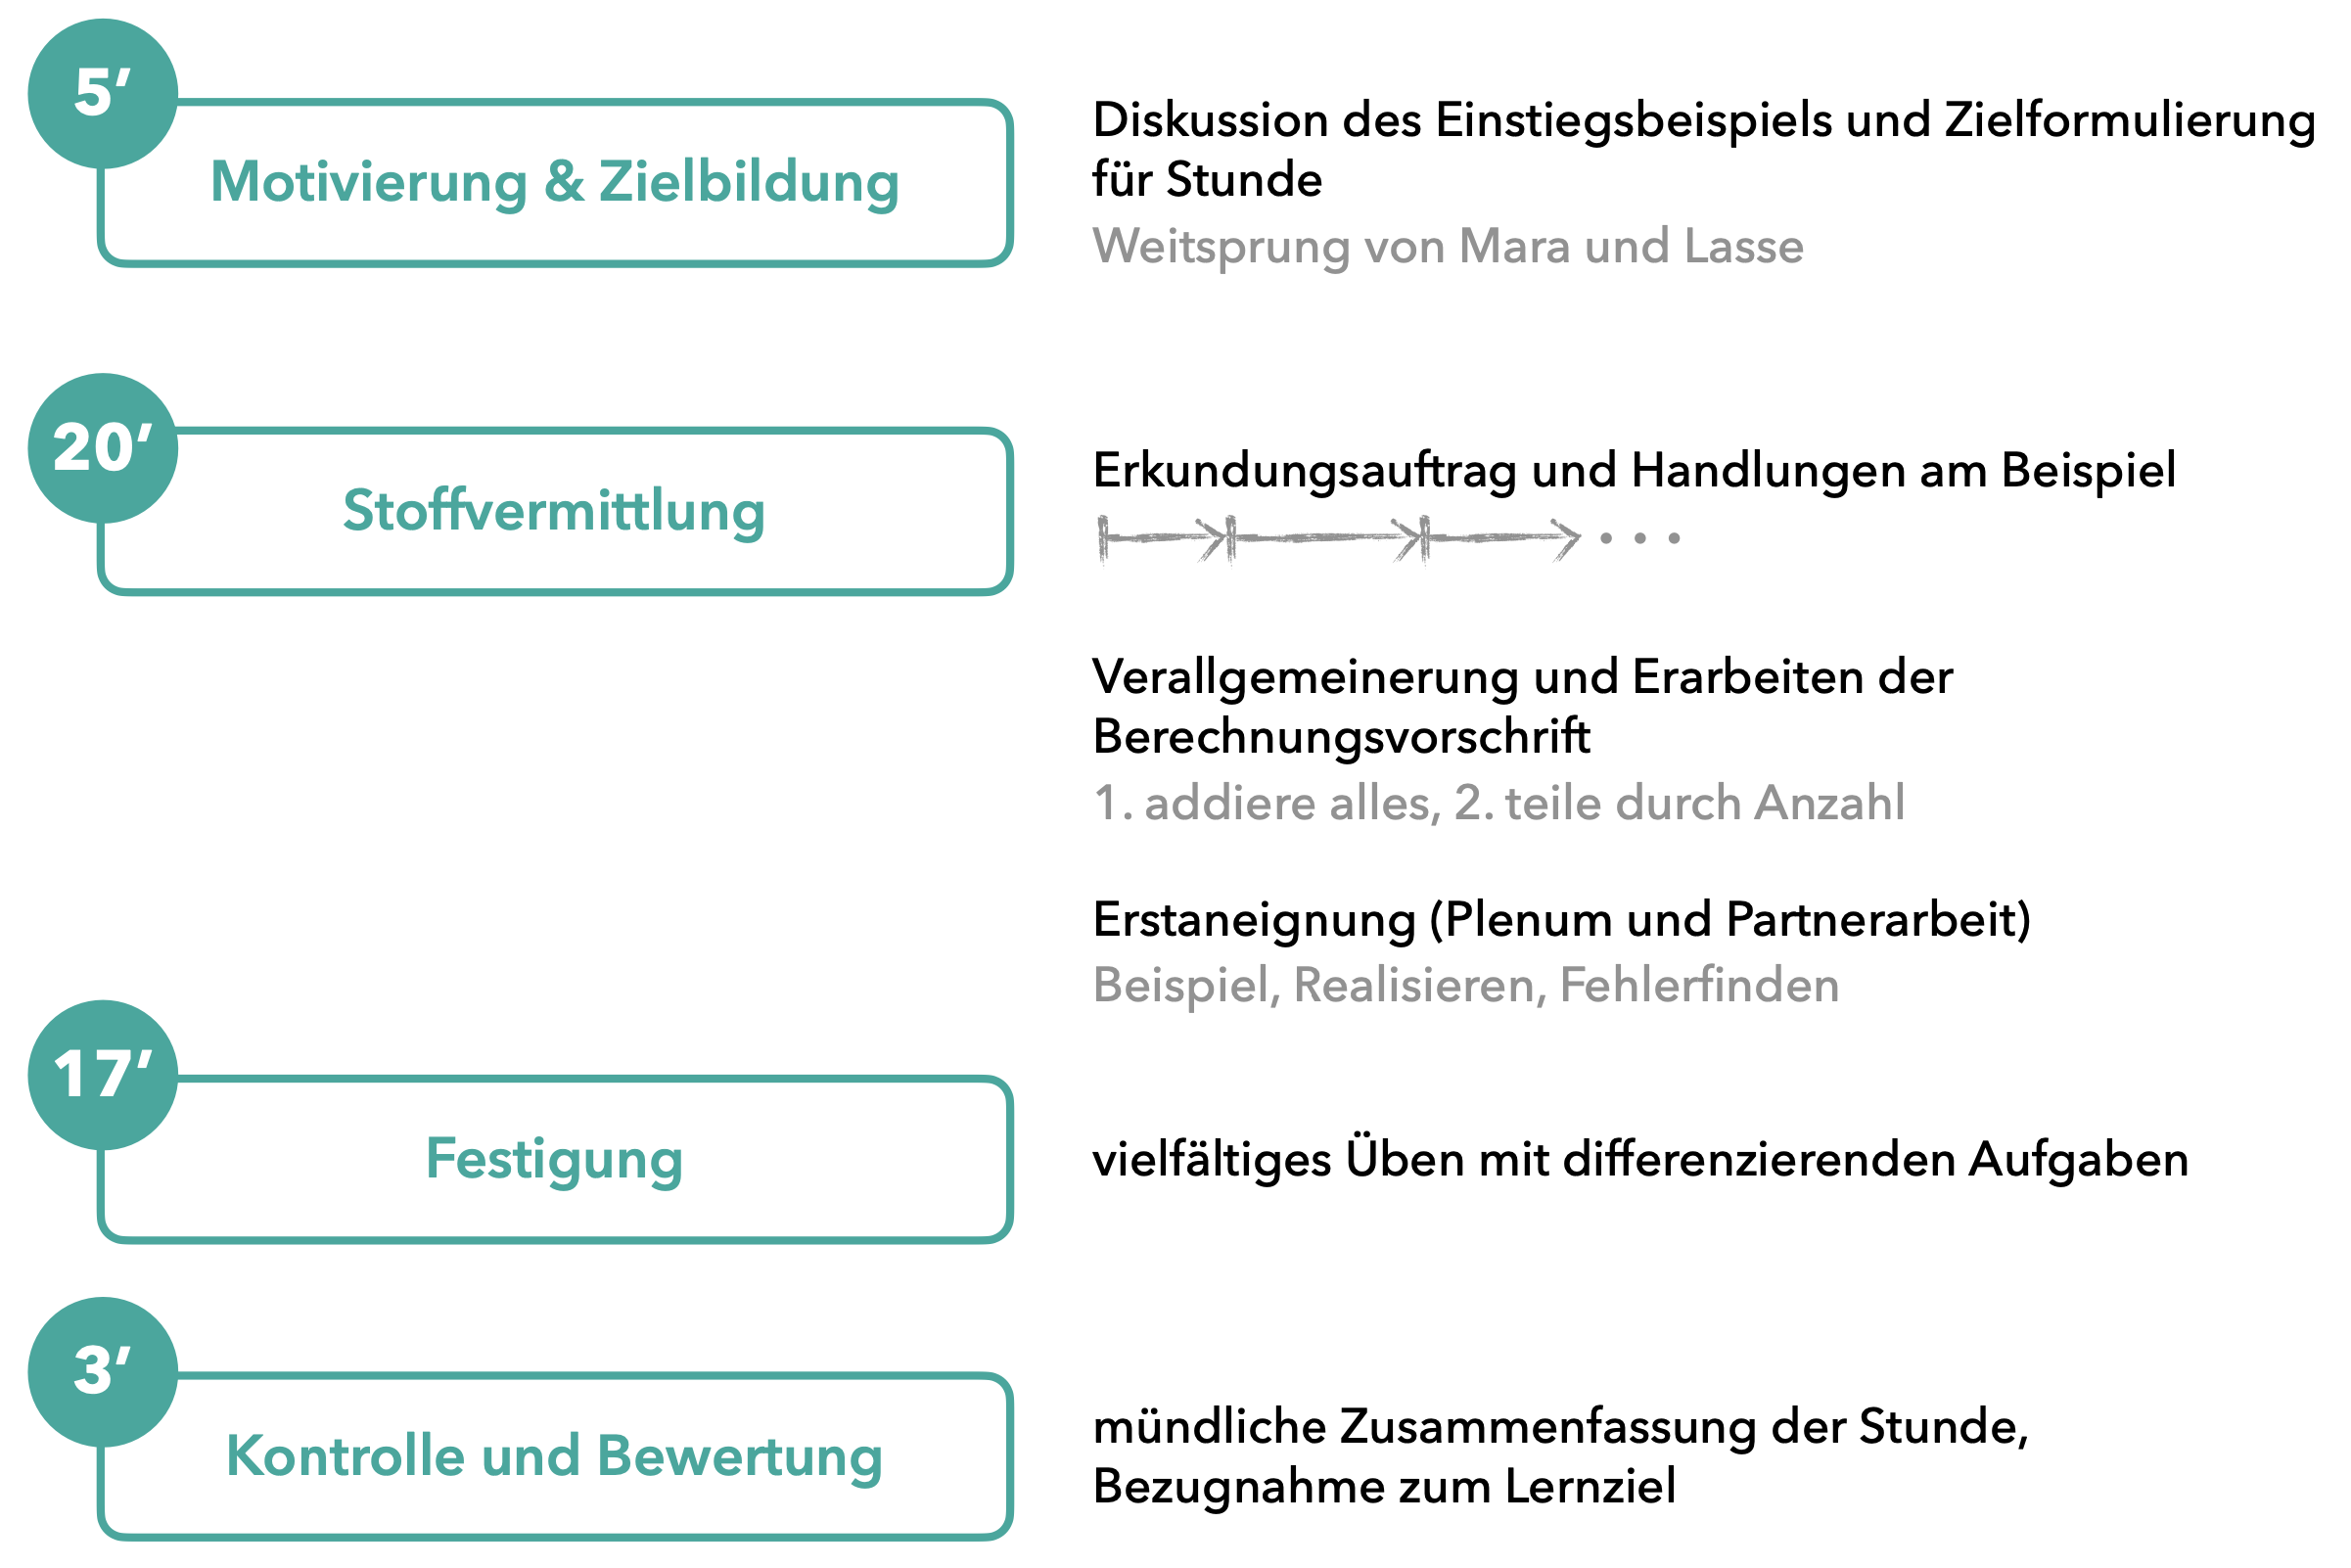 5’
Motivierung & Zielbildung
Diskussion des Einstiegsbeispiels und Zielformulierung
für Stunde
Weitsprung von Mara und Lasse
20’
Stoffvermittlung
Erkundungsauftrag und Handlungen am Beispiel
Verallgemeinerung und Erarbeiten der
Berechnungsvorschrift
1. addiere alles, 2. teile durch Anzahl
Erstaneignung (Plenum und Partnerarbeit)
Beispiel, Realisieren, Fehlerfinden
17’
Festigung
vielfältiges Üben mit differenzierenden Aufgaben
3’
Kontrolle und Bewertung
mündliche Zusammenfassung der Stunde,
Bezugnahme zum Lernziel